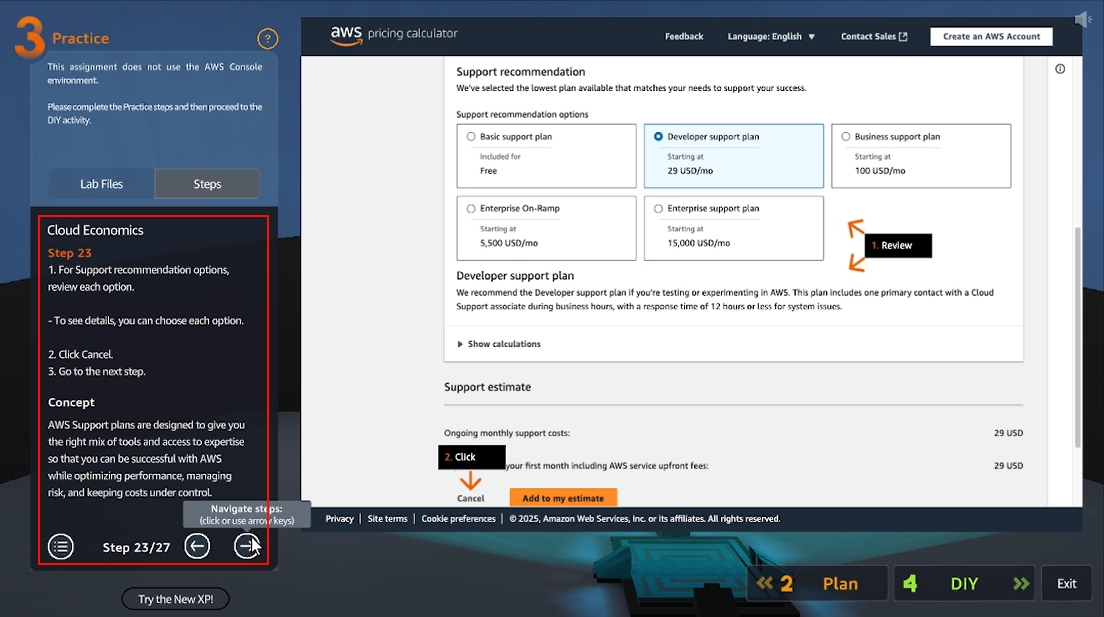 3 Practice
?
This assignment does not use the AWS Console
environment.
Please complete the Practice steps and then proceed to the
DIY activity.
Lab Files
Steps
Cloud Economics
Step 23
1. For Support recommendation options,
review each option.
- To see details, you can choose each option.
2. Click Cancel.
3. Go to the next step.
Concept
AWS Support plans are designed to give you
the right mix of tools and access to expertise
so that you can be successful with AWS
while optimizing performance, managing
risk, and keeping costs under control.
Navigate steps:
(click or use arrow keys)
Step 23/27
Try the New XP!
aws pricing calculator
Feedback
Language: English
Contact Sales
Create an AWS Account
Support recommendation
We've selected the lowest plan available that matches your needs to support your success.
Support recommendation options
Basic support plan
Included for
Free
Developer support plan
Starting at
29 USD/mo
Business support plan
Starting at
100 USD/mo
Enterprise On-Ramp
Starting at
5,500 USD/mo
Enterprise support plan
Starting at
15,000 USD/mo
1. Review
Developer support plan
We recommend the Developer support plan if you're testing or experimenting in AWS. This plan includes one primary contact with a Cloud
Support associate during business hours, with a response time of 12 hours or less for system issues.
Show calculations
Support estimate
Ongoing monthly support costs:
29 USD
2. Click
your first month including AWS service upfront fees:
29 USD
Cancel
Add to my estimate
Privacy | Site terms | Cookie preferences | © 2025, Amazon Web Services, Inc. or its affiliates. All rights reserved.
2 Plan
4 DIY
Exit